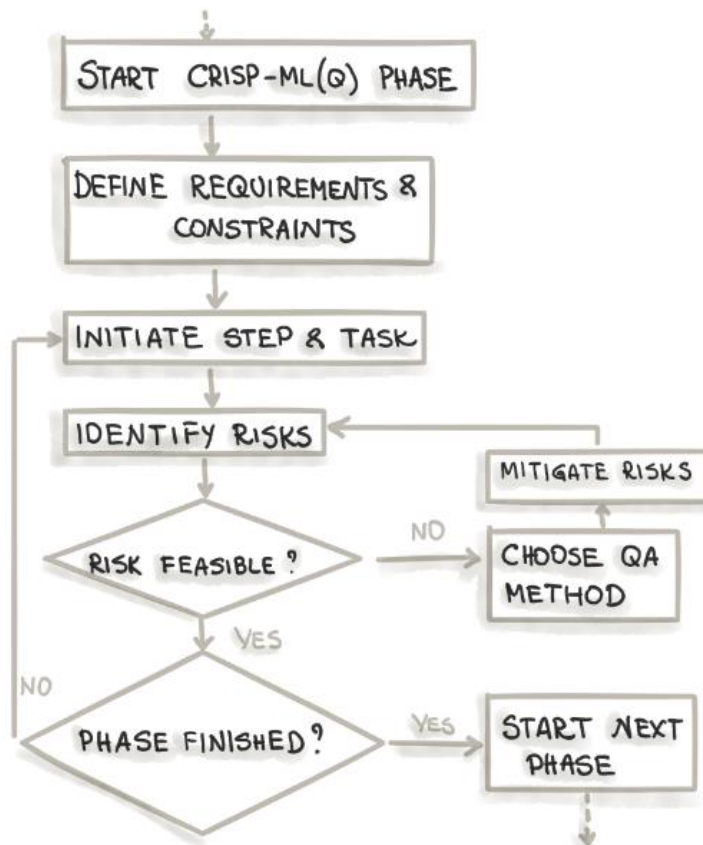 START CRISP-ML(Q) PHASE
DEFINE REQUIREMENTS &
CONSTRAINTS
INITIATE STEP & TASK
IDENTIFY RISKS
MITIGATE RISKS
RISK FEASIBLE?
NO
CHOOSE QA
METHOD
YES
NO
PHASE FINISHED?
YES
START NEXT
PHASE